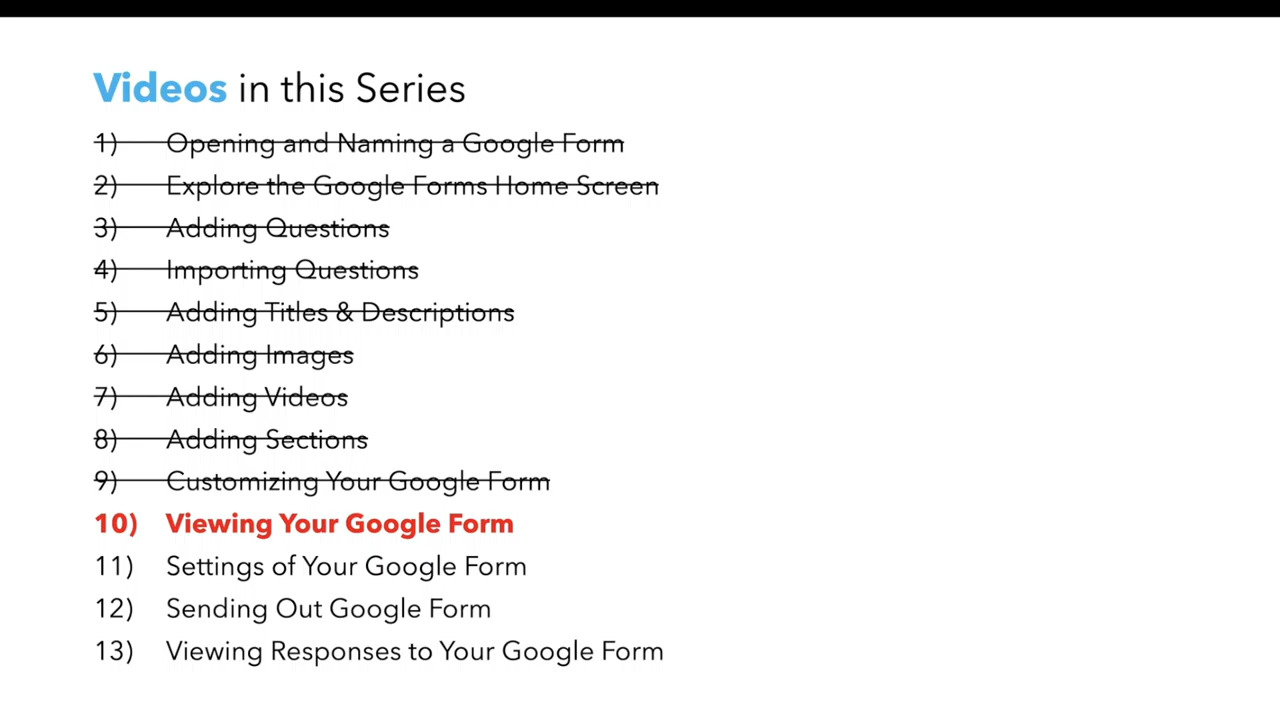 Videos in this Series
1) Opening and Naming a Google Form
2) Explore the Google Forms Home Screen
3) Adding Questions
4) Importing Questions
5) Adding Titles & Descriptions
6) Adding Images
7) Adding Videos
8) Adding Sections
9) Customizing Your Google Form
10) Viewing Your Google Form
11) Settings of Your Google Form
12) Sending Out Google Form
13) Viewing Responses to Your Google Form